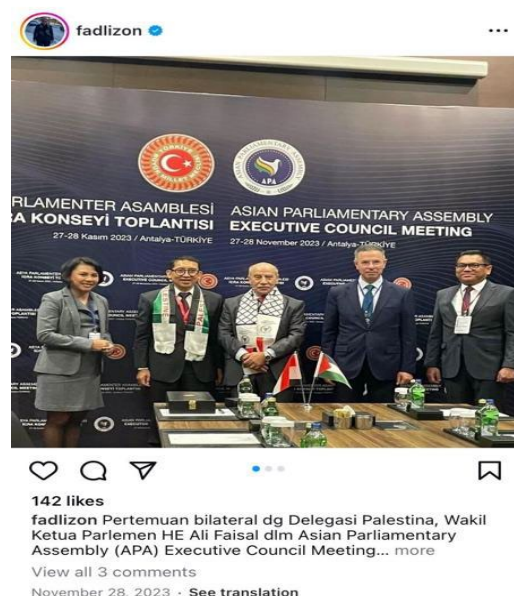 fadlizon
RLAMENTER ASAMBLESİ
RA KONSEYİ TOPLANTISI
27-28 Kasım 2023 / Antalya-TÜRKİYE
APA
ASIAN PARLIAMENTARY ASSEMBLY
EXECUTIVE COUNCIL MEETING
27-28 November 2023 / Antalya-TÜRKİYE
142 likes
fadlizon Pertemuan bilateral dg Delegasi Palestina, Wakil
Ketua Parlemen HE Ali Faisal dlm Asian Parliamentary
Assembly (APA) Executive Council Meeting... more
View all 3 comments
November 28, 2023 · See translation